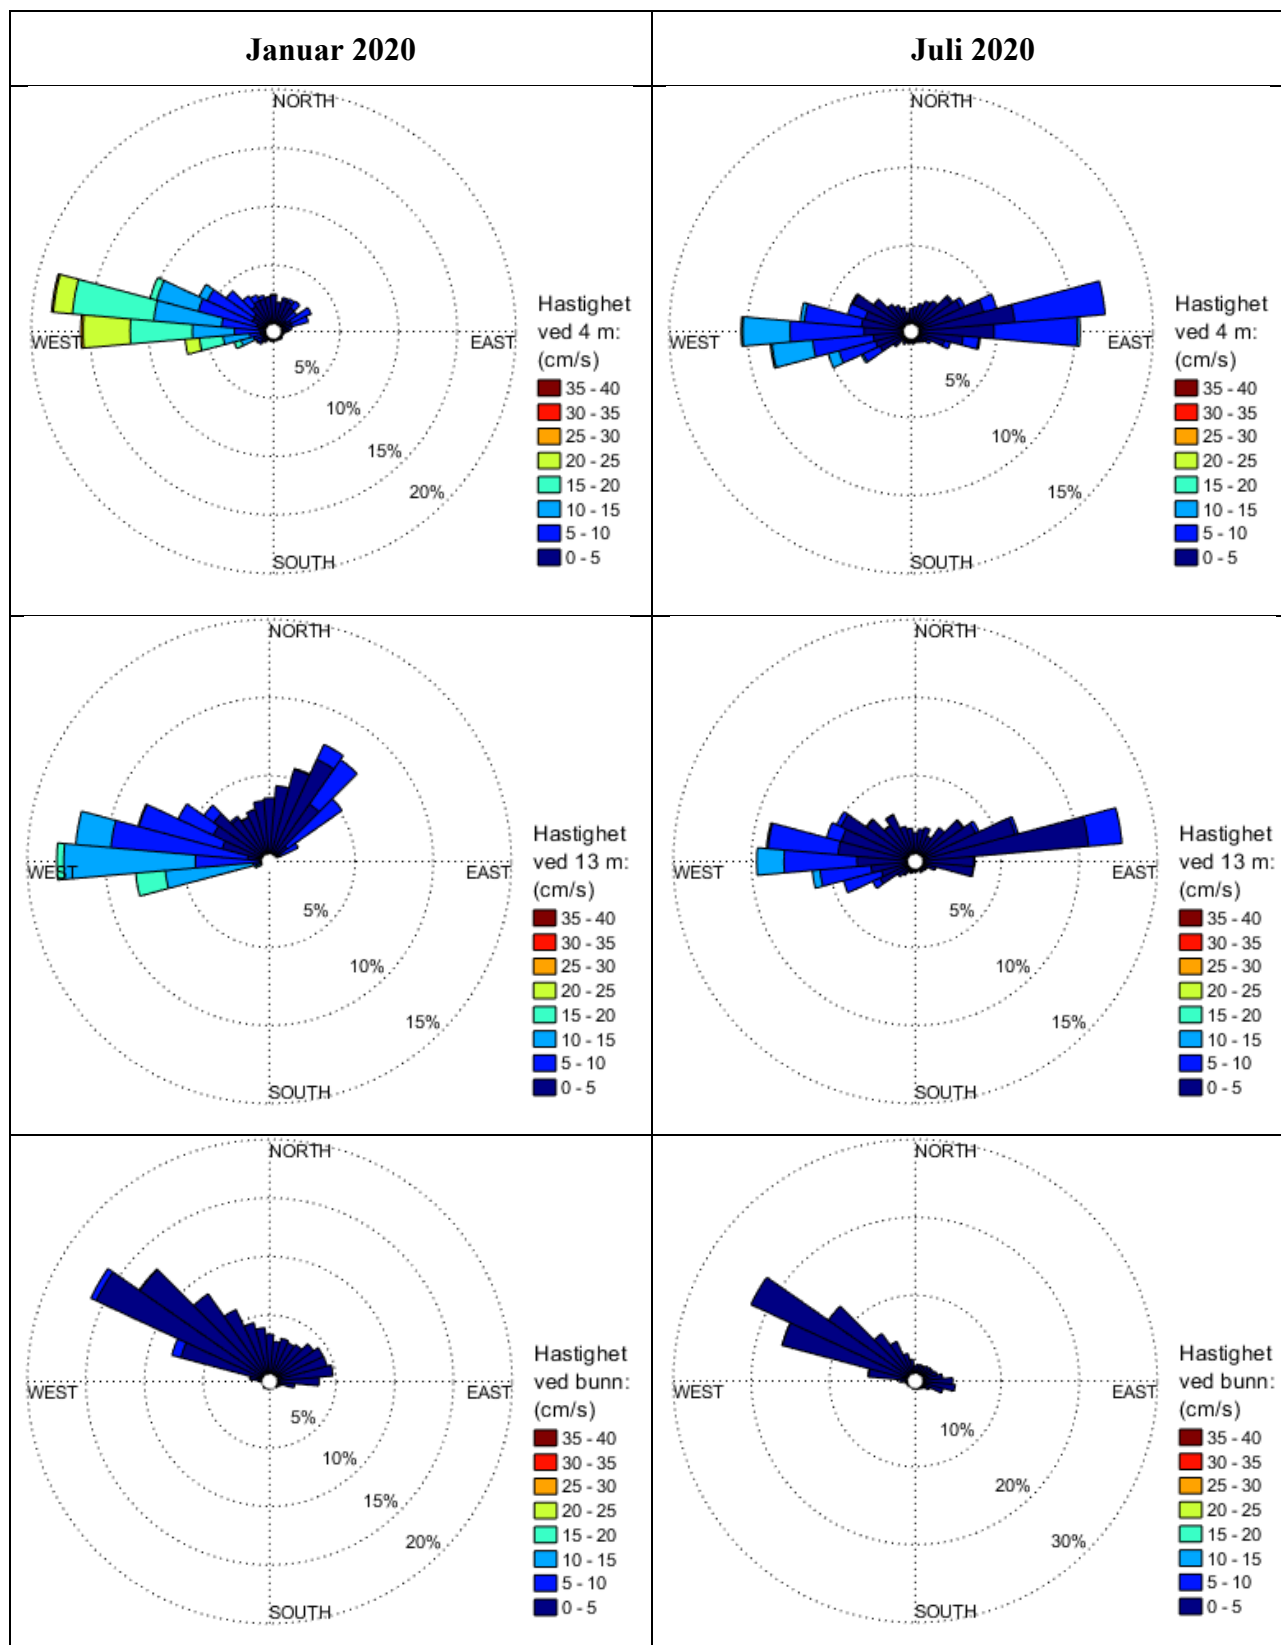 Januar 2020
Juli 2020
NORTH
WEST
EAST
SOUTH
5%
10%
15%
20%
Hastighet
ved 4 m:
(cm/s)
35 - 40
30 - 35
25 - 30
20 - 25
15 - 20
10 - 15
5 - 10
0 - 5
NORTH
WEST
EAST
SOUTH
5%
10%
15%
Hastighet
ved 4 m:
(cm/s)
35 - 40
30 - 35
25 - 30
20 - 25
15 - 20
10 - 15
5 - 10
0 - 5
NORTH
WEST
EAST
SOUTH
5%
10%
15%
Hastighet
ved 13 m:
(cm/s)
35 - 40
30 - 35
25 - 30
20 - 25
15 - 20
10 - 15
5 - 10
0 - 5
NORTH
WEST
EAST
SOUTH
5%
10%
15%
Hastighet
ved 13 m:
(cm/s)
35 - 40
30 - 35
25 - 30
20 - 25
15 - 20
10 - 15
5 - 10
0 - 5
NORTH
WEST
EAST
SOUTH
5%
10%
15%
20%
Hastighet
ved bunn:
(cm/s)
35 - 40
30 - 35
25 - 30
20 - 25
15 - 20
10 - 15
5 - 10
0 - 5
NORTH
WEST
EAST
SOUTH
10%
20%
30%
Hastighet
ved bunn:
(cm/s)
35 - 40
30 - 35
25 - 30
20 - 25
15 - 20
10 - 15
5 - 10
0 - 5